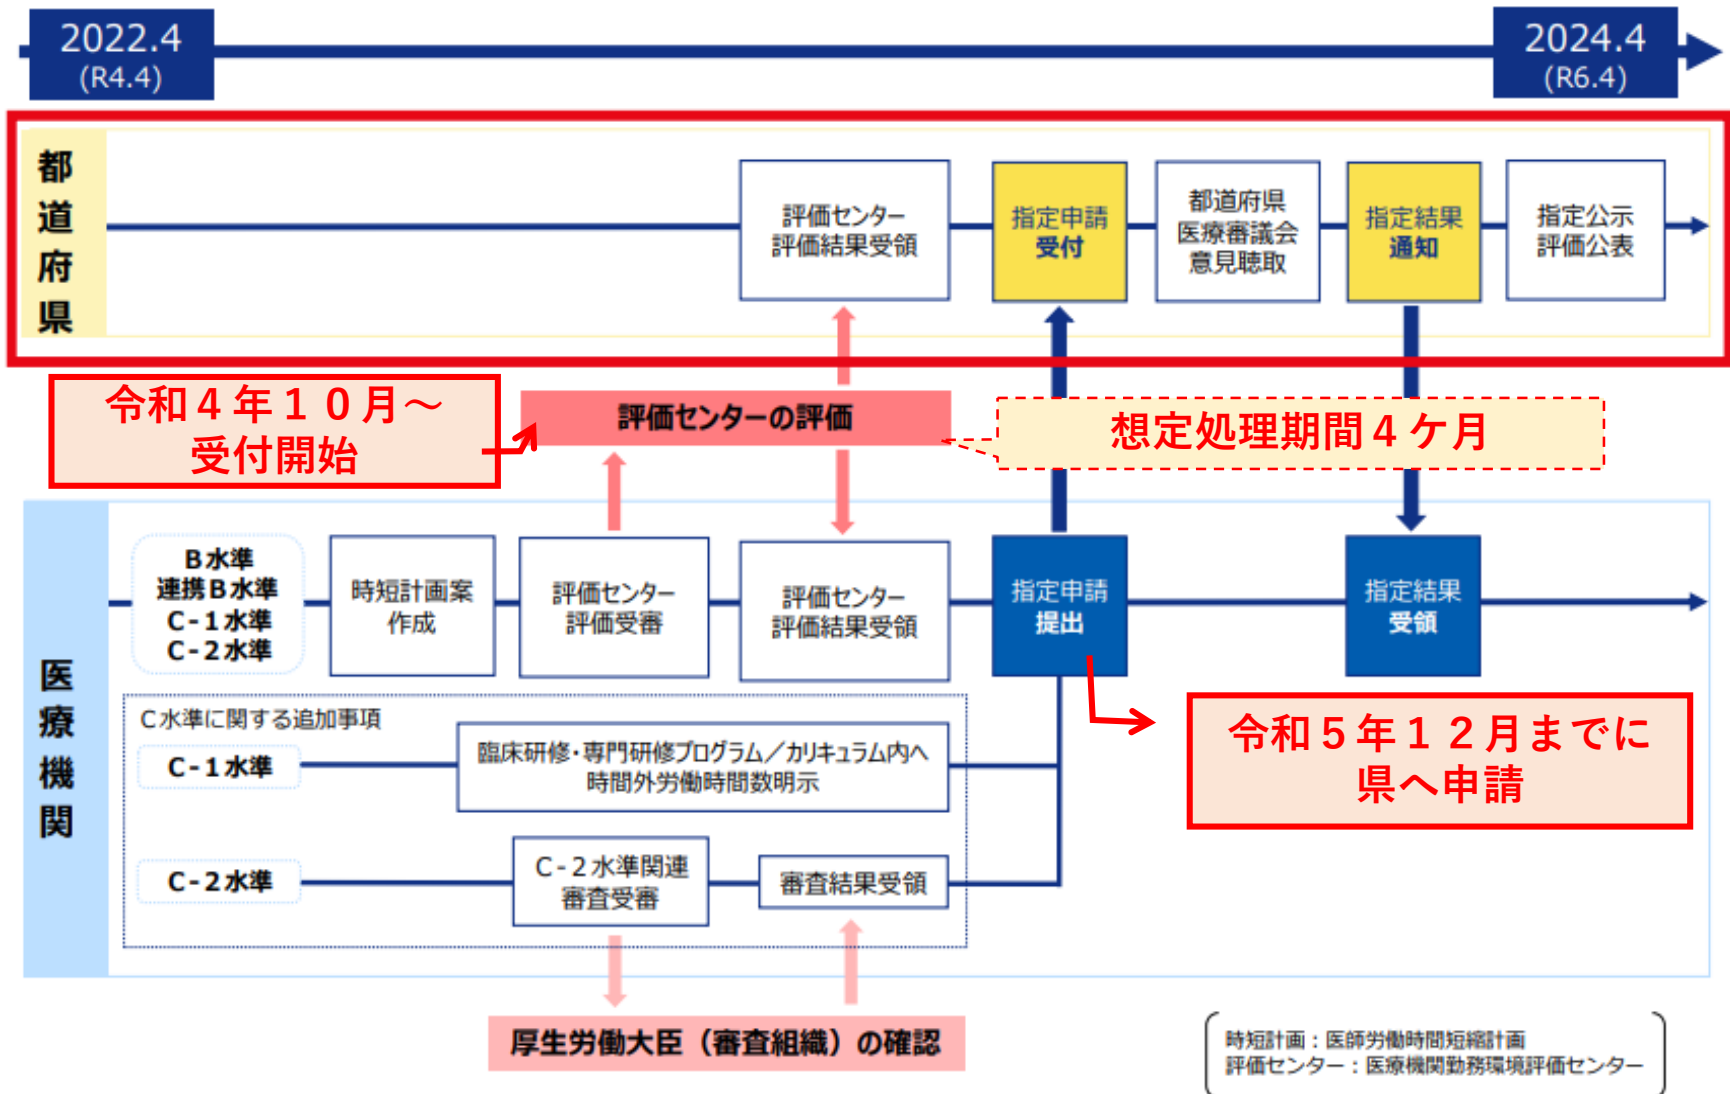 2022.4
(R4.4)
2024.4
(R6.4)
都道府県
評価センター
評価結果受領
指定申請
受付
都道府県
医療審議会
意見聴取
指定結果
通知
指定公示
評価公表
令和４年１０月～
受付開始
評価センターの評価
想定処理期間４ケ月
医療機関
B水準
連携B水準
C-1水準
C-2水準
時短計画案
作成
評価センター
評価受審
評価センター
評価結果受領
指定申請
提出
指定結果
受領
C水準に関する追加事項
C-1水準
臨床研修・専門研修プログラム／カリキュラム内へ
時間外労働時間数明示
令和５年１２月までに
県へ申請
C-2水準
C-2水準関連
審査受審
審査結果受領
厚生労働大臣（審査組織）の確認
時短計画：医師労働時間短縮計画
評価センター：医療機関勤務環境評価センター